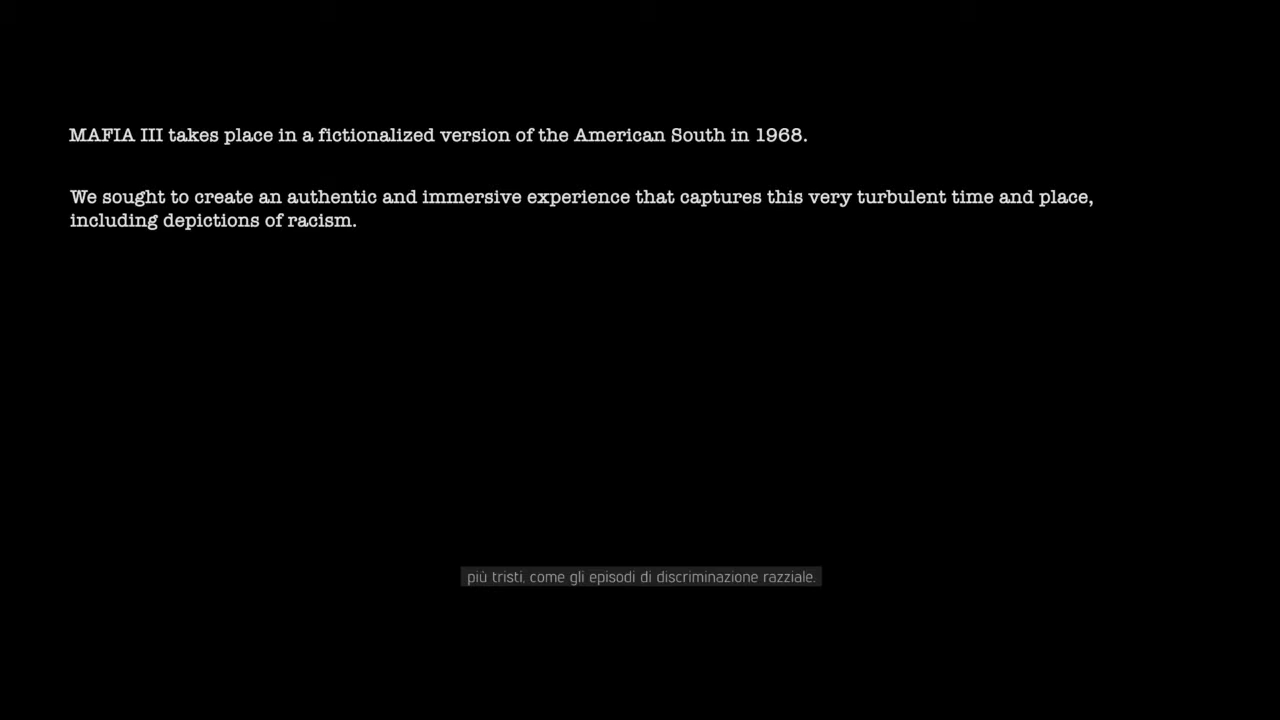 MAFIA III takes place in a fictionalized version of the American South in 1968.
We sought to create an authentic and immersive experience that captures this very turbulent time and place,
including depictions of racism.
più tristi, come gli episodi di discriminazione razziale.